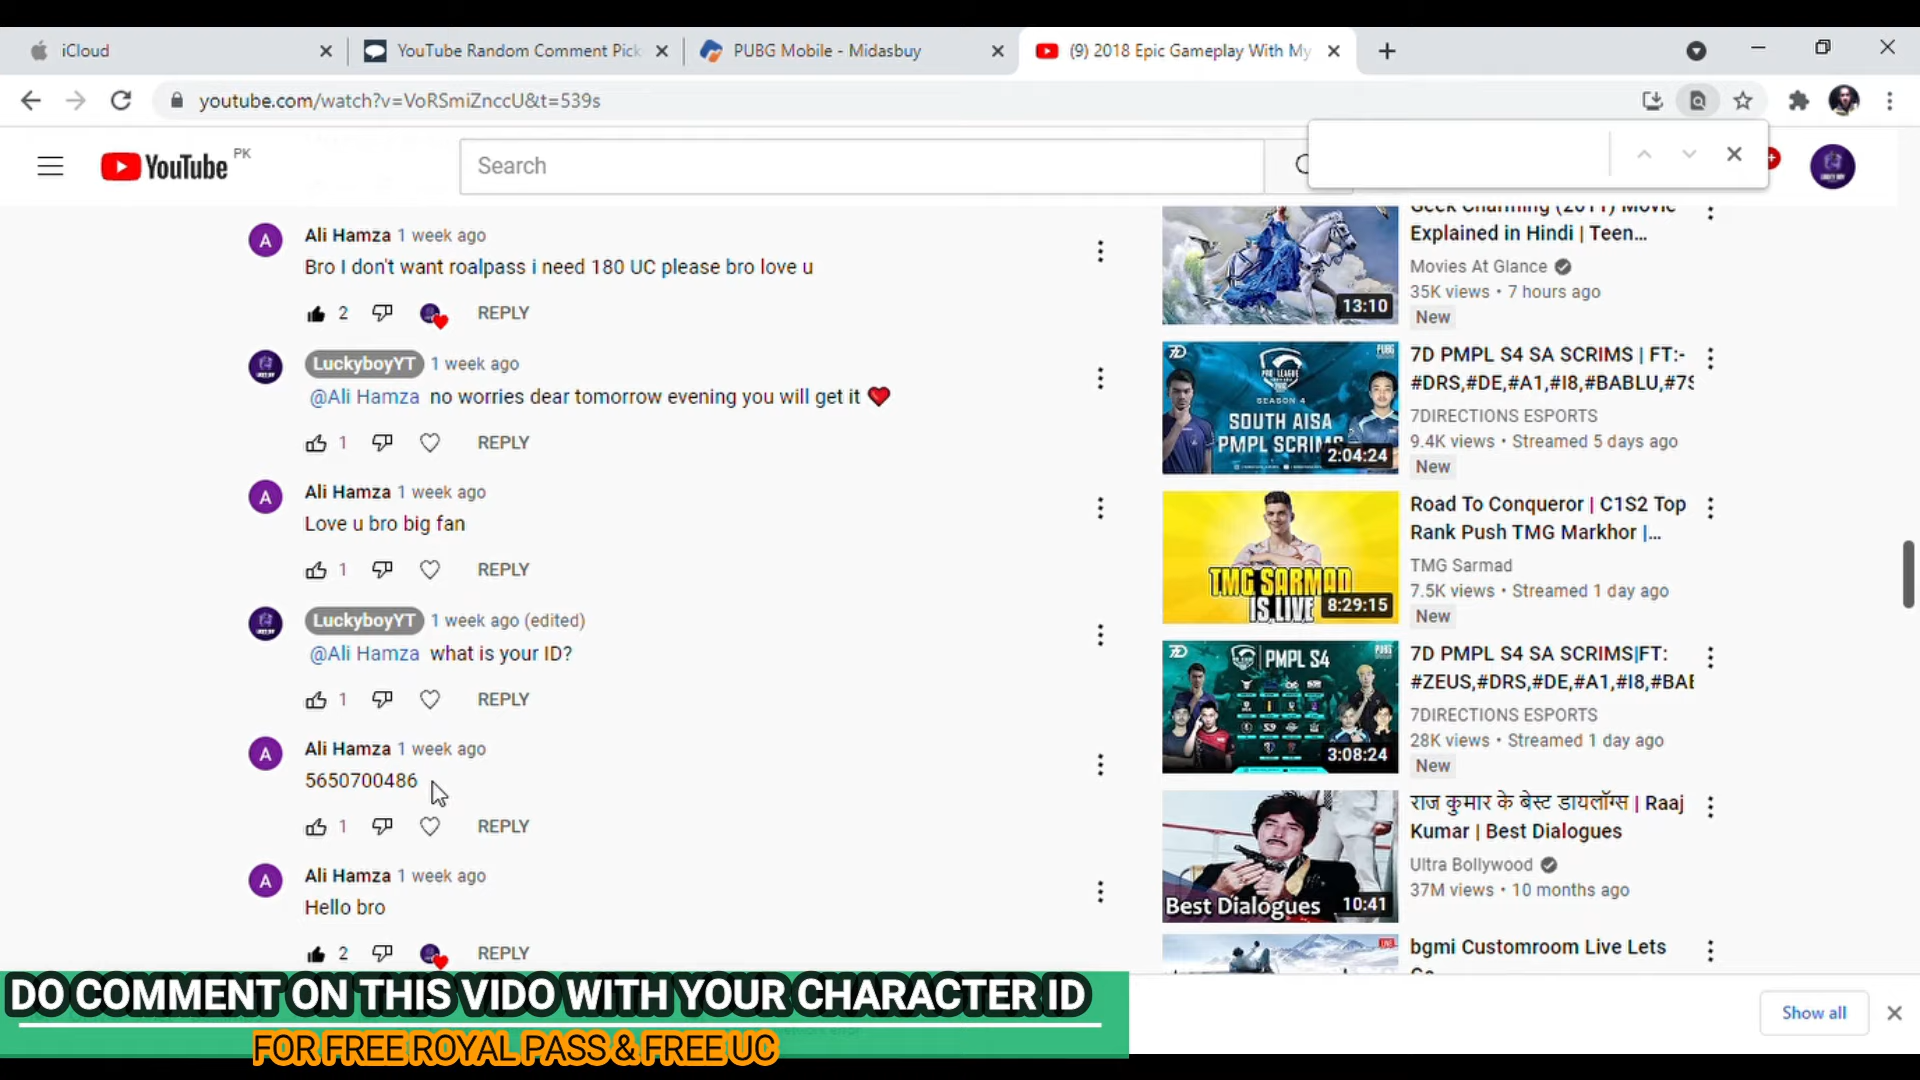 iCloud
YouTube Random Comment Pick
PUBG Mobile - Midasbuy
(9) 2018 Epic Gameplay With My
youtube.com/watch?v=VoRSmiZnccU&t=539s
YouTube PK
Search
Ali Hamza 1 week ago
Bro I don't want roalpass i need 180 UC please bro love u
2 REPLY
LuckyboyYT 1 week ago
@Ali Hamza no worries dear tomorrow evening you will get it
1 REPLY
Ali Hamza 1 week ago
Love u bro big fan
1 REPLY
LuckyboyYT 1 week ago (edited)
@Ali Hamza what is your ID?
1 REPLY
Ali Hamza 1 week ago
5650700486
1 REPLY
Ali Hamza 1 week ago
Hello bro
2 REPLY
Geek Charming (2011) Movie
Explained in Hindi | Teen...
Movies At Glance
35K views • 7 hours ago
New
13:10
7D PMPL S4 SA SCRIMS | FT:-
#DRS,#DE,#A1,#I8,#BABLU,#7S
7DIRECTIONS ESPORTS
9.4K views • Streamed 5 days ago
New
7D
PUBG
PRO LEAGUE
SEASON 4
SOUTH AISA
PMPL SCRIMS
2:04:24
Road To Conqueror | C1S2 Top
Rank Push TMG Markhor |...
TMG Sarmad
7.5K views • Streamed 1 day ago
New
TMG SARMAD
IS LIVE
8:29:15
7D PMPL S4 SA SCRIMS|FT:
#ZEUS,#DRS,#DE,#A1,#I8,#BAB
7DIRECTIONS ESPORTS
28K views • Streamed 1 day ago
New
7D
PMPL S4
PUBG
3:08:24
राज कुमार के बेस्ट डायलॉग्स | Raaj
Kumar | Best Dialogues
Ultra Bollywood
37M views • 10 months ago
Best Dialogues
10:41
bgmi Customroom Live Lets
LIVE
DO COMMENT ON THIS VIDO WITH YOUR CHARACTER ID
FOR FREE ROYAL PASS & FREE UC
Show all